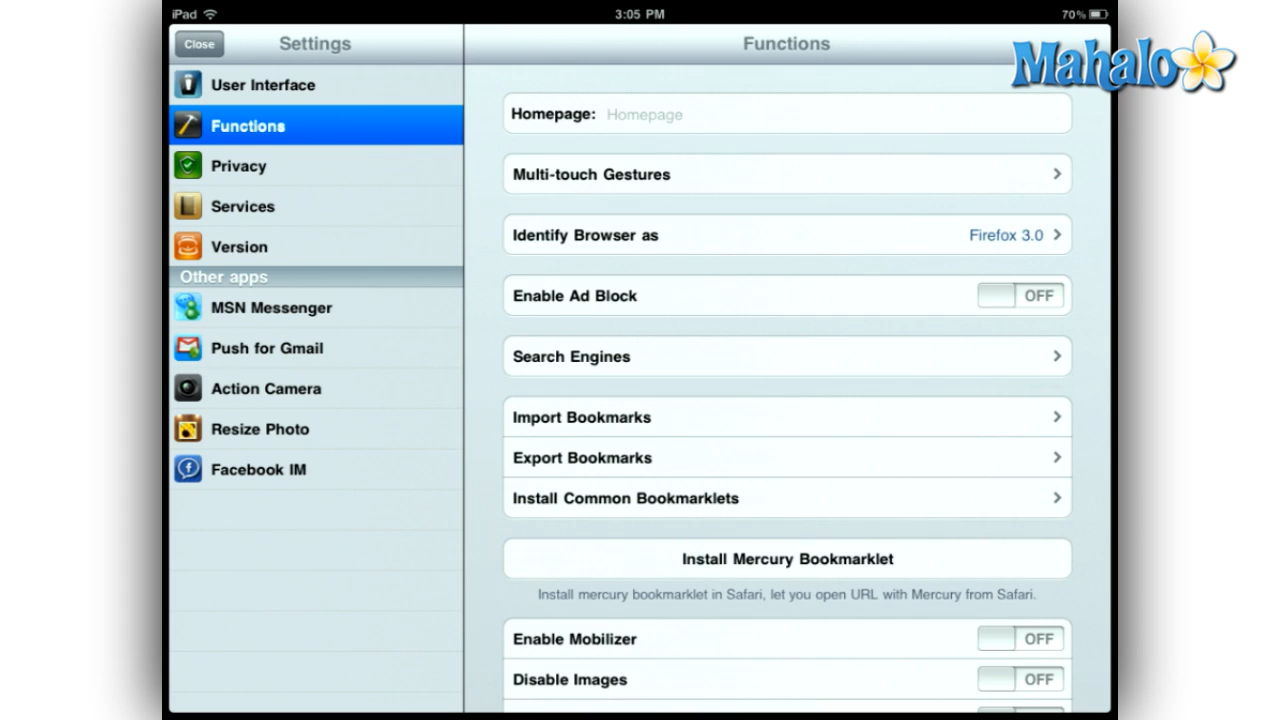 iPad
3:05 PM
70%
Close
Settings
Functions
Mahalo
User Interface
Functions
Privacy
Services
Version
Other apps
MSN Messenger
Push for Gmail
Action Camera
Resize Photo
Facebook IM
Homepage: Homepage
Multi-touch Gestures
Identify Browser as Firefox 3.0
Enable Ad Block OFF
Search Engines
Import Bookmarks
Export Bookmarks
Install Common Bookmarklets
Install Mercury Bookmarklet
Install mercury bookmarklet in Safari, let you open URL with Mercury from Safari.
Enable Mobilizer OFF
Disable Images OFF